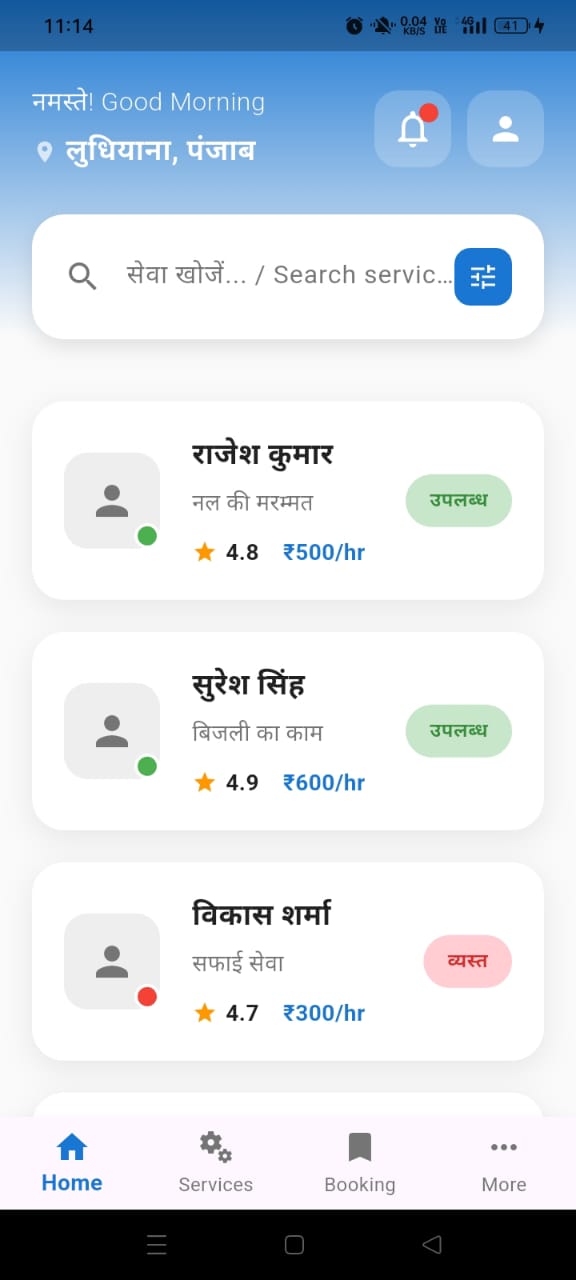 11:14
0.04 KB/S
Vo LTE
4G
41
नमस्ते! Good Morning
लुधियाना, पंजाब
सेवा खोजें... / Search servic...
राजेश कुमार
नल की मरम्मत
उपलब्ध
4.8 ₹500/hr
सुरेश सिंह
बिजली का काम
उपलब्ध
4.9 ₹600/hr
विकास शर्मा
सफाई सेवा
व्यस्त
4.7 ₹300/hr
Home Services Booking More